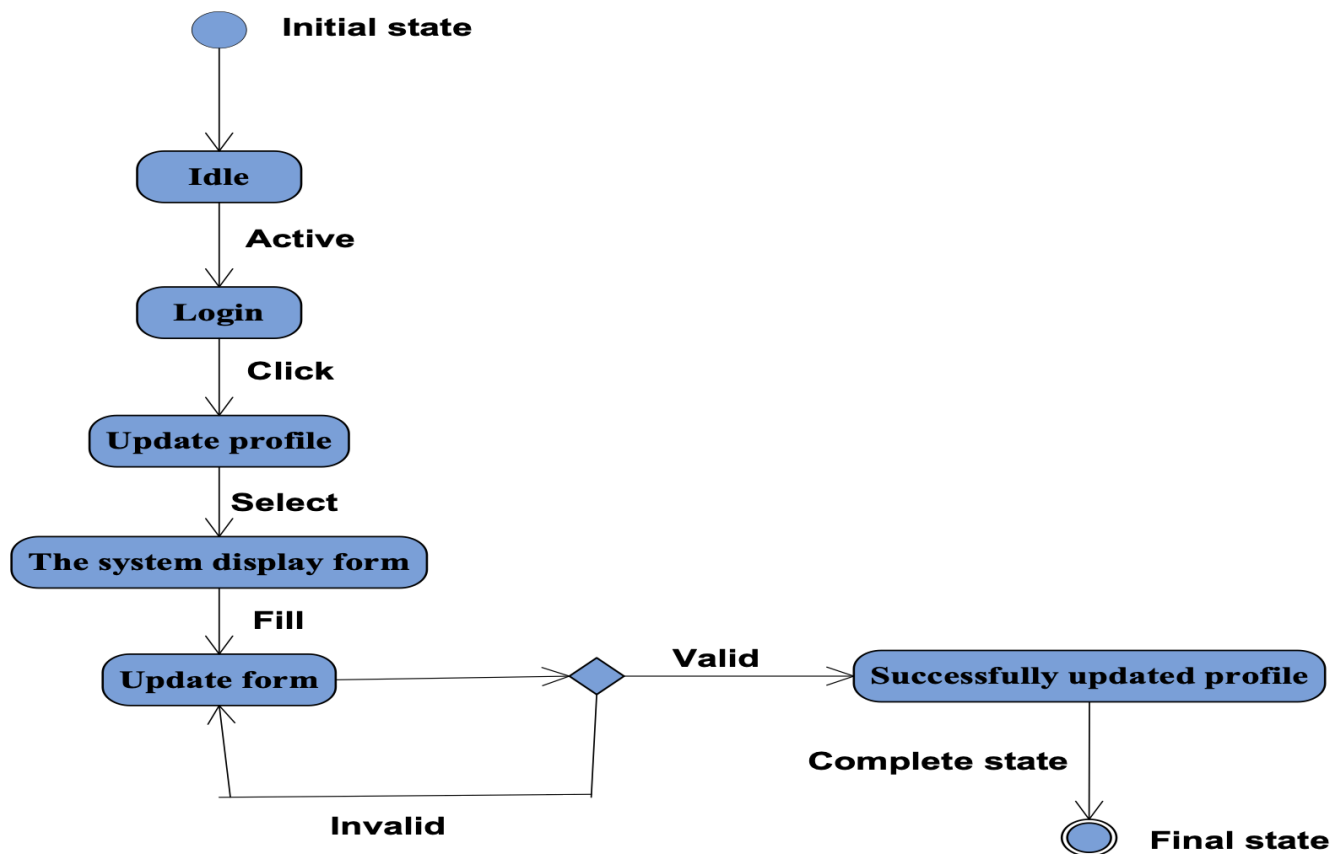 Initial state
Idle
Active
Login
Click
Update profile
Select
The system display form
Fill
Update form
Valid
Successfully updated profile
Complete state
Invalid
Final state